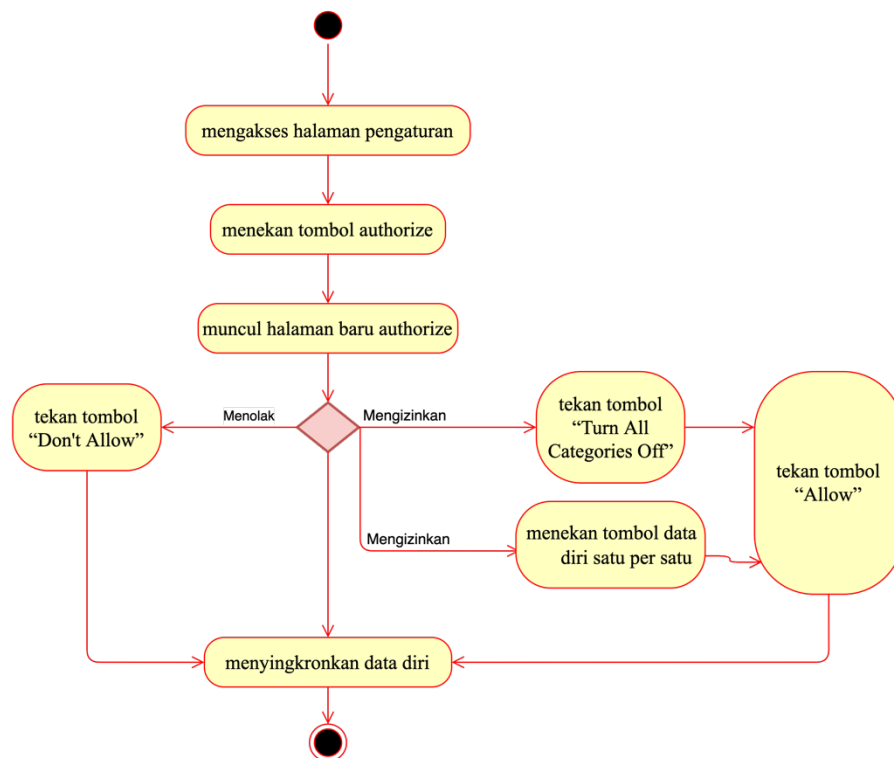 mengakses halaman pengaturan
menekan tombol authorize
muncul halaman baru authorize
tekan tombol
“Don't Allow”
Menolak
Mengizinkan
tekan tombol
“Turn All
Categories Off”
tekan tombol
“Allow”
Mengizinkan
menekan tombol data
diri satu per satu
menyingkronkan data diri